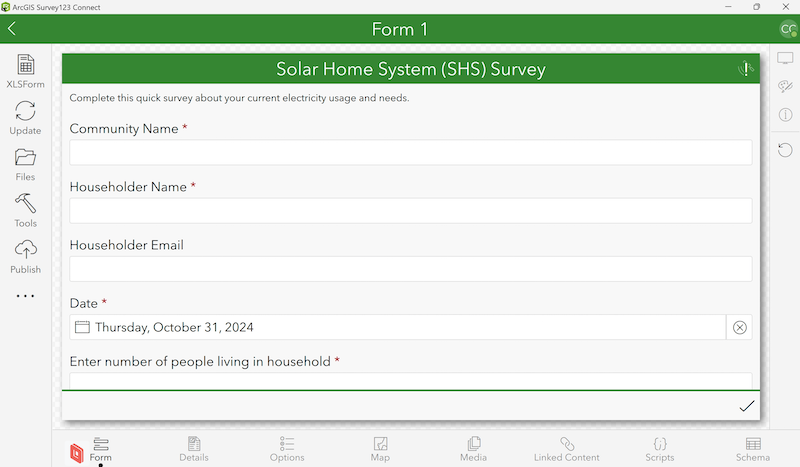 ArcGIS Survey123 Connect
Form 1
CC
XLSForm
Update
Files
Tools
Publish
Solar Home System (SHS) Survey
Complete this quick survey about your current electricity usage and needs.
Community Name *
Householder Name *
Householder Email
Date *
Thursday, October 31, 2024
Enter number of people living in household *
Form
Details
Options
Map
Media
Linked Content
Scripts
Schema